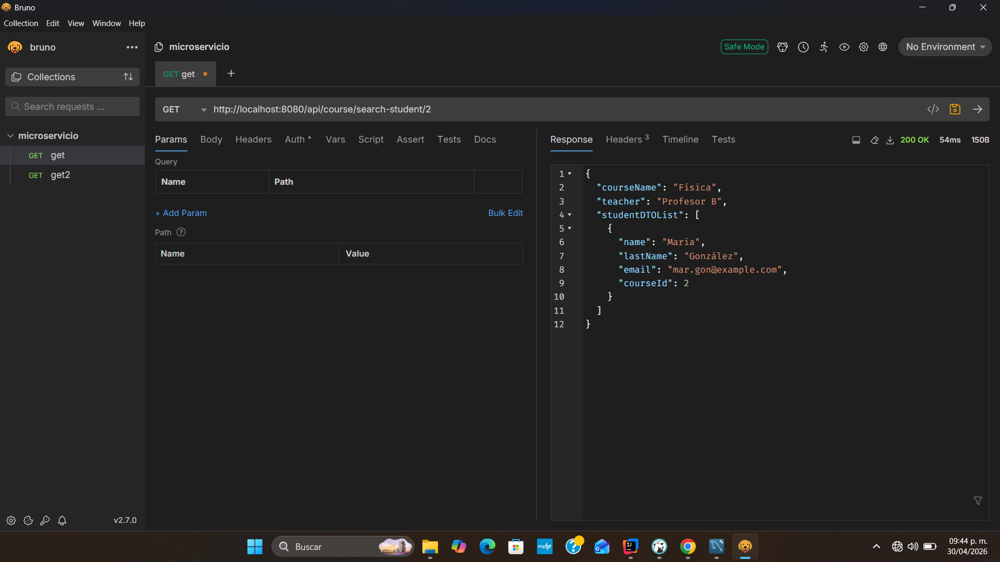 Bruno
Collection Edit View Window Help
bruno
microservicio
Safe Mode
No Environment
Collections
GET get
Search requests ...
GET http://localhost:8080/api/course/search-student/2
microservicio
GET get
GET get2
Params Body Headers Auth Vars Script Assert Tests Docs
Query
Name Path
+ Add Param Bulk Edit
Path ?
Name Value
Response Headers 3 Timeline Tests
200 OK 54ms 150B
1 {
2 "courseName": "Física",
3 "teacher": "Profesor B",
4 "studentDTOList": [
5 {
6 "name": "María",
7 "lastName": "González",
8 "email": "mar.gon@example.com",
9 "courseId": 2
10 }
11 ]
12 }
v2.7.0
Buscar
myhp
IJ
09:44 p. m.
30/04/2026